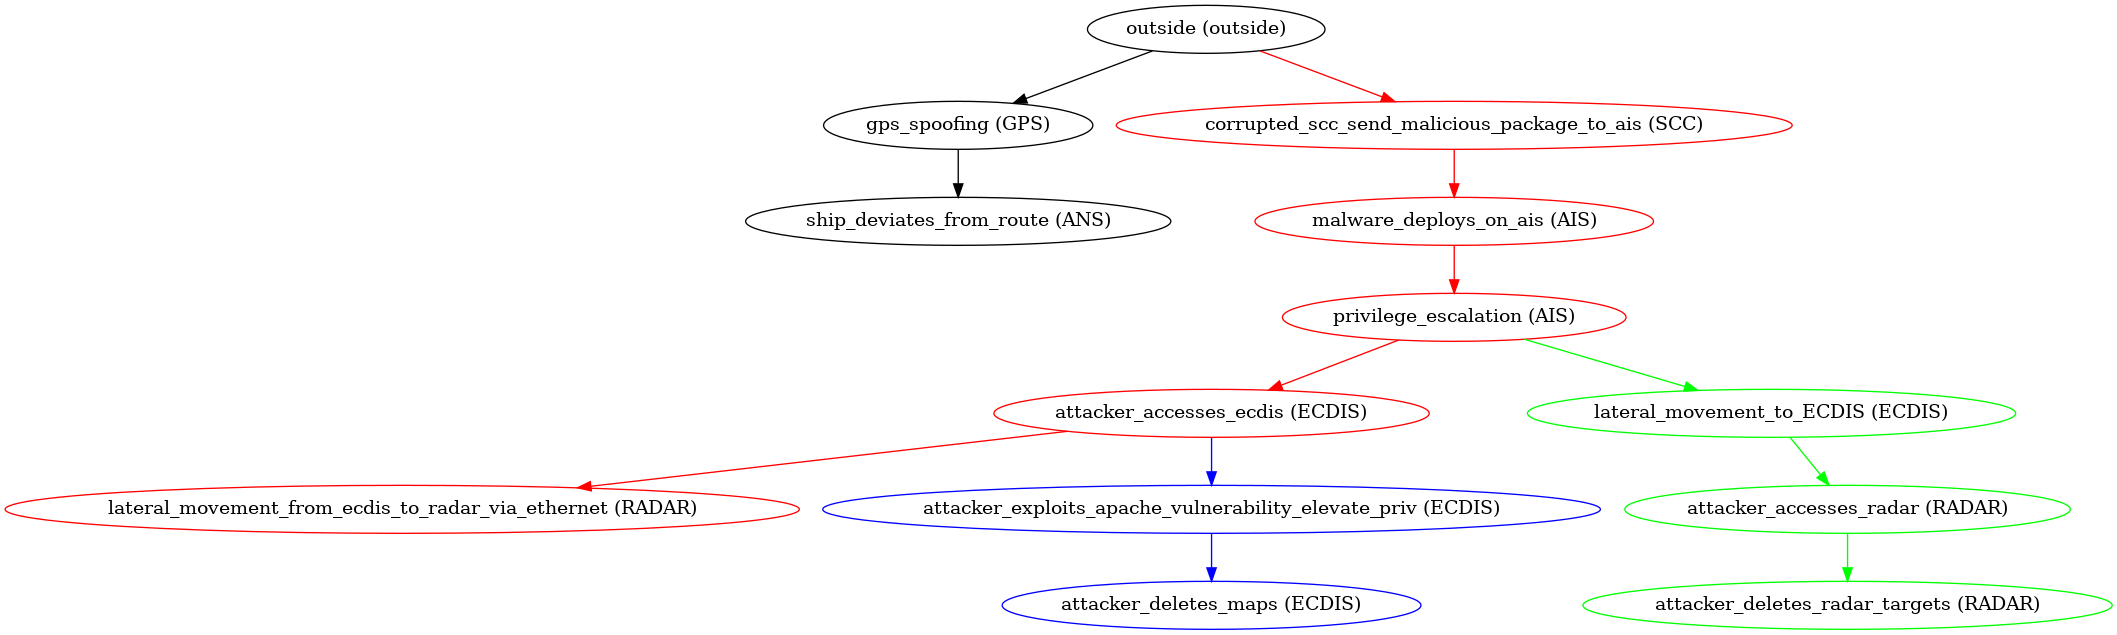 outside (outside)
gps_spoofing (GPS)
corrupted_scc_send_malicious_package_to_ais (SCC)
ship_deviates_from_route (ANS)
malware_deploys_on_ais (AIS)
privilege_escalation (AIS)
attacker_accesses_ecdis (ECDIS)
lateral_movement_to_ECDIS (ECDIS)
lateral_movement_from_ecdis_to_radar_via_ethernet (RADAR)
attacker_exploits_apache_vulnerability_elevate_priv (ECDIS)
attacker_accesses_radar (RADAR)
attacker_deletes_maps (ECDIS)
attacker_deletes_radar_targets (RADAR)